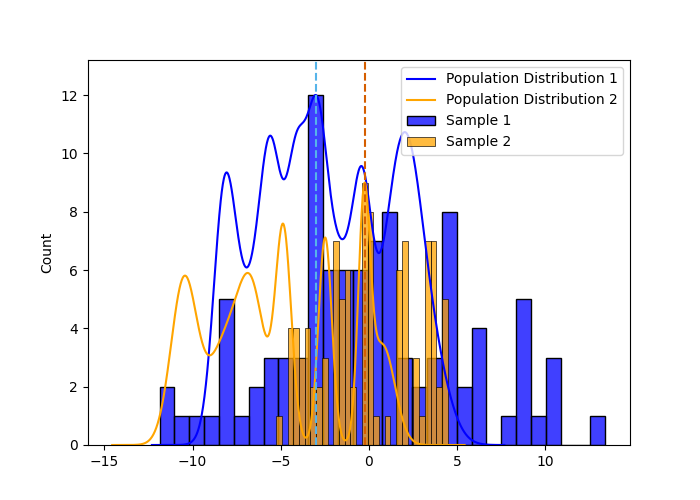 Population Distribution 1
Population Distribution 2
Sample 1
Sample 2
Count
12
10
8
6
4
2
0
−15 −10 −5 0 5 10